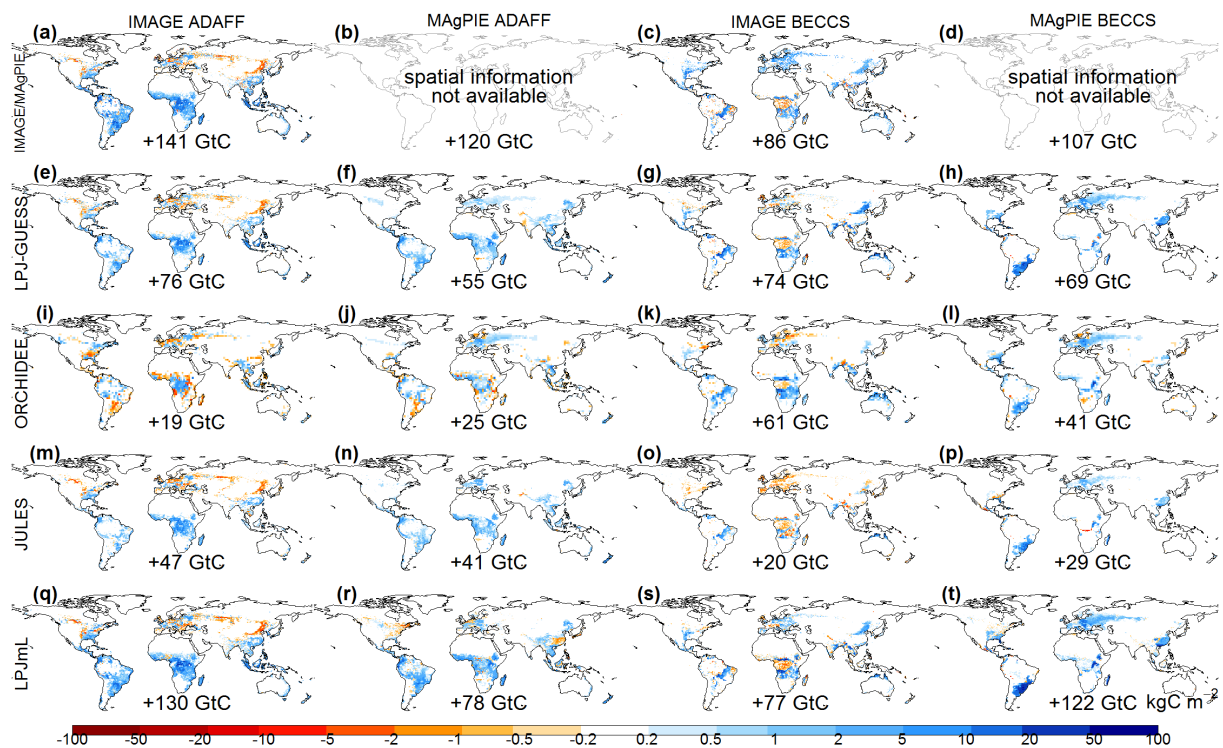 IMAGE ADAFF MAgPIE ADAFF IMAGE BECCS MAgPIE BECCS
(a) (b) (c) (d)
IMAGE/MAgPIE
spatial information
not available
spatial information
not available
+141 GtC +120 GtC +86 GtC +107 GtC
(e) (f) (g) (h)
LPJ-GUESS
+76 GtC +55 GtC +74 GtC +69 GtC
(i) (j) (k) (l)
ORCHIDEE
+19 GtC +25 GtC +61 GtC +41 GtC
(m) (n) (o) (p)
JULES
+47 GtC +41 GtC +20 GtC +29 GtC
(q) (r) (s) (t)
LPJmL
+130 GtC +78 GtC +77 GtC +122 GtC kgC m⁻²
-100 -50 -20 -10 -5 -2 -1 -0.5 -0.2 0.2 0.5 1 2 5 10 20 50 100